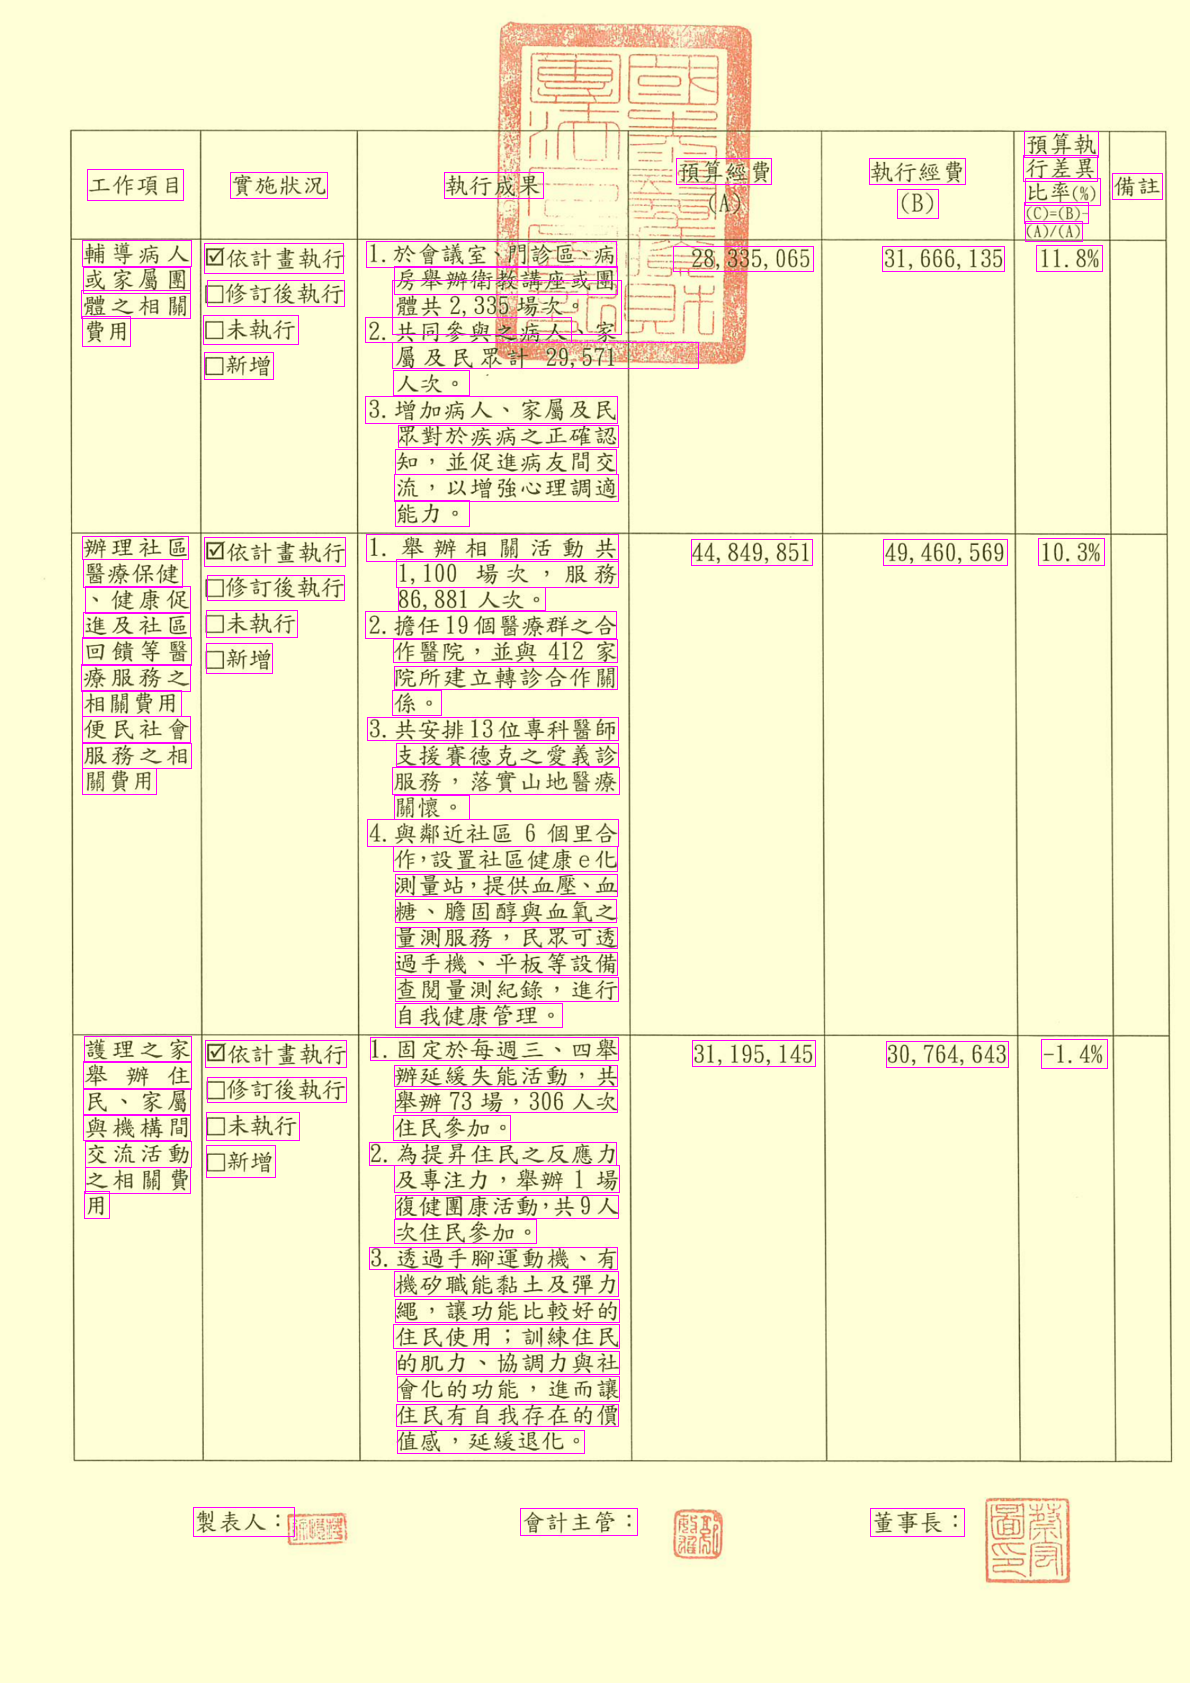 工作項目
實施狀況
執行成果
預算經費
(A)
執行經費
(B)
預算執
行差異
比率(%)
(C)=(B)-
(A)/(A)
備註
輔導病人
或家屬團
體之相關
費用
☑依計畫執行
□修訂後執行
□未執行
□新增
1.於會議室、門診區、病
房舉辦衛教講座或團
體共 2,335 場次。
2.共同參與之病人、家
屬及民眾計 29,571
人次。
3.增加病人、家屬及民
眾對於疾病之正確認
知,並促進病友間交
流,以增強心理調適
能力。
28,335,065
31,666,135
11.8%
辦理社區
醫療保健
、健康促
進及社區
回饋等醫
療服務之
相關費用
便民社會
服務之相
關費用
☑依計畫執行
□修訂後執行
□未執行
□新增
1. 舉辦相關活動共
1,100 場次,服務
86,881 人次。
2.擔任19個醫療群之合
作醫院,並與 412 家
院所建立轉診合作關
係。
3.共安排13位專科醫師
支援賽德克之愛義診
服務,落實山地醫療
關懷。
4.與鄰近社區 6 個里合
作,設置社區健康e化
測量站,提供血壓、血
糖、膽固醇與血氧之
量測服務,民眾可透
過手機、平板等設備
查閱量測紀錄,進行
自我健康管理。
44,849,851
49,460,569
10.3%
護理之家
舉辦住
民、家屬
與機構間
交流活動
之相關費
用
☑依計畫執行
□修訂後執行
□未執行
□新增
1.固定於每週三、四舉
辦延緩失能活動,共
舉辦 73 場,306 人次
住民參加。
2.為提昇住民之反應力
及專注力,舉辦 1 場
復健團康活動,共9人
次住民參加。
3.透過手腳運動機、有
機矽職能黏土及彈力
繩,讓功能比較好的
住民使用;訓練住民
的肌力、協調力與社
會化的功能,進而讓
住民有自我存在的價
值感,延緩退化。
31,195,145
30,764,643
-1.4%
製表人:
會計主管:
董事長: